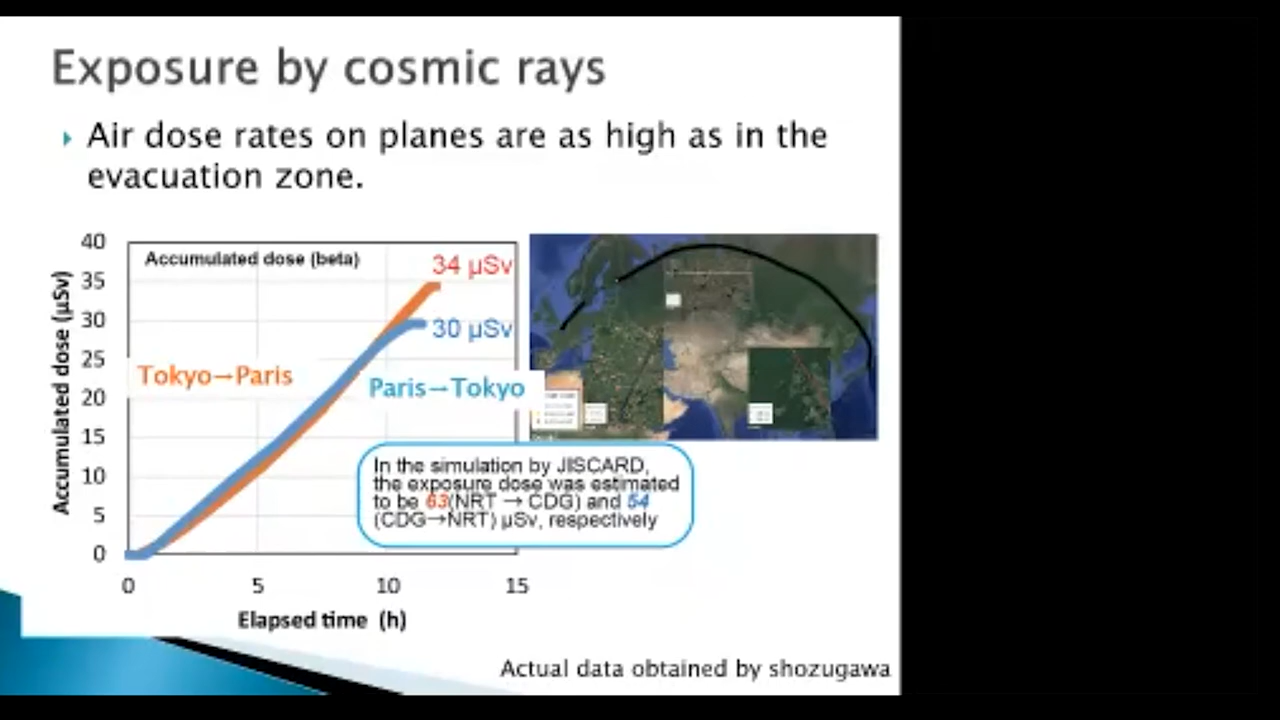 Exposure by cosmic rays
Air dose rates on planes are as high as in the
evacuation zone.
Accumulated dose (µSv)
40
35
30
25
20
15
10
5
0
Accumulated dose (beta)
34 µSv
30 µSv
Tokyo→Paris
Paris→Tokyo
In the simulation by JISCARD,
the exposure dose was estimated
to be 63(NRT → CDG) and 54
(CDG→NRT) µSv, respectively
0
5
10
15
Elapsed time (h)
Actual data obtained by shozugawa